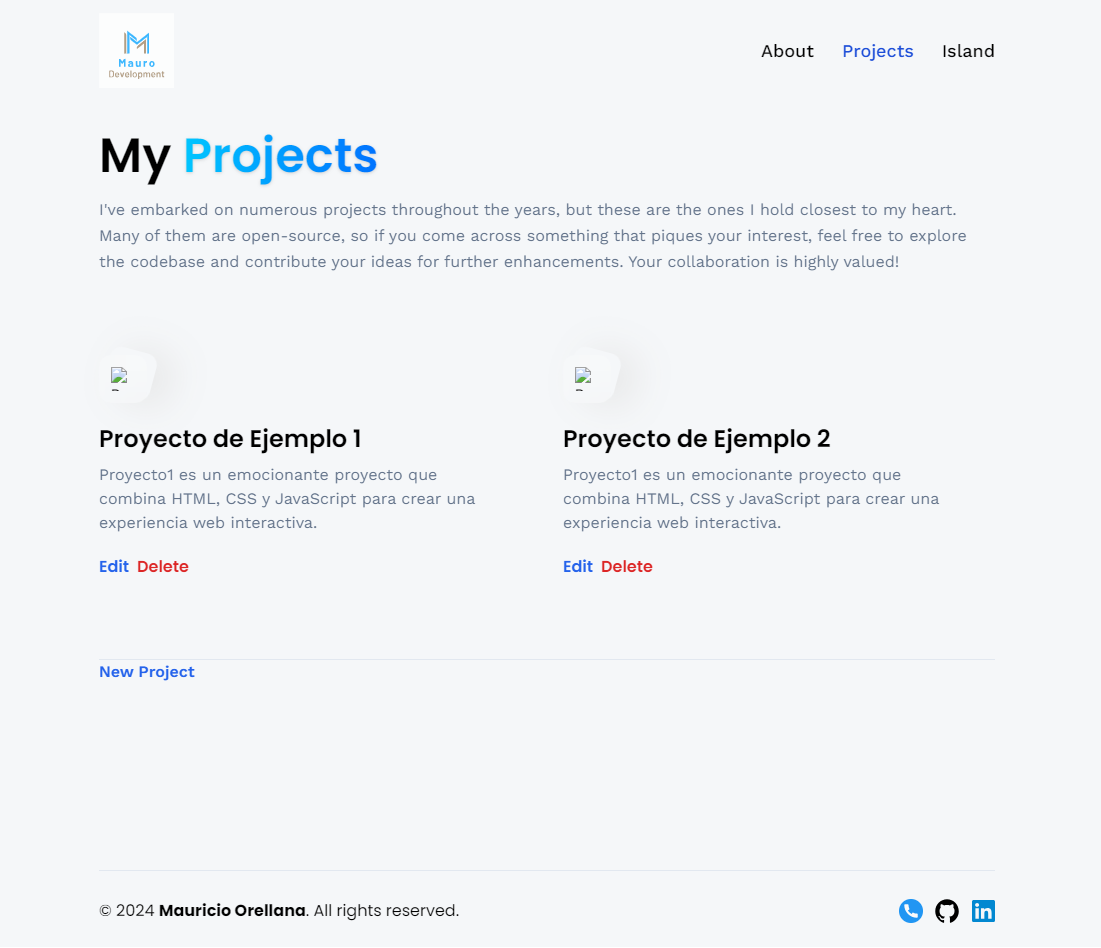 Mauro
Development
About Projects Island
My Projects
I've embarked on numerous projects throughout the years, but these are the ones I hold closest to my heart.
Many of them are open-source, so if you come across something that piques your interest, feel free to explore
the codebase and contribute your ideas for further enhancements. Your collaboration is highly valued!
Proyecto de Ejemplo 1
Proyecto1 es un emocionante proyecto que
combina HTML, CSS y JavaScript para crear una
experiencia web interactiva.
Edit Delete
Proyecto de Ejemplo 2
Proyecto1 es un emocionante proyecto que
combina HTML, CSS y JavaScript para crear una
experiencia web interactiva.
Edit Delete
New Project
© 2024 Mauricio Orellana. All rights reserved.
in